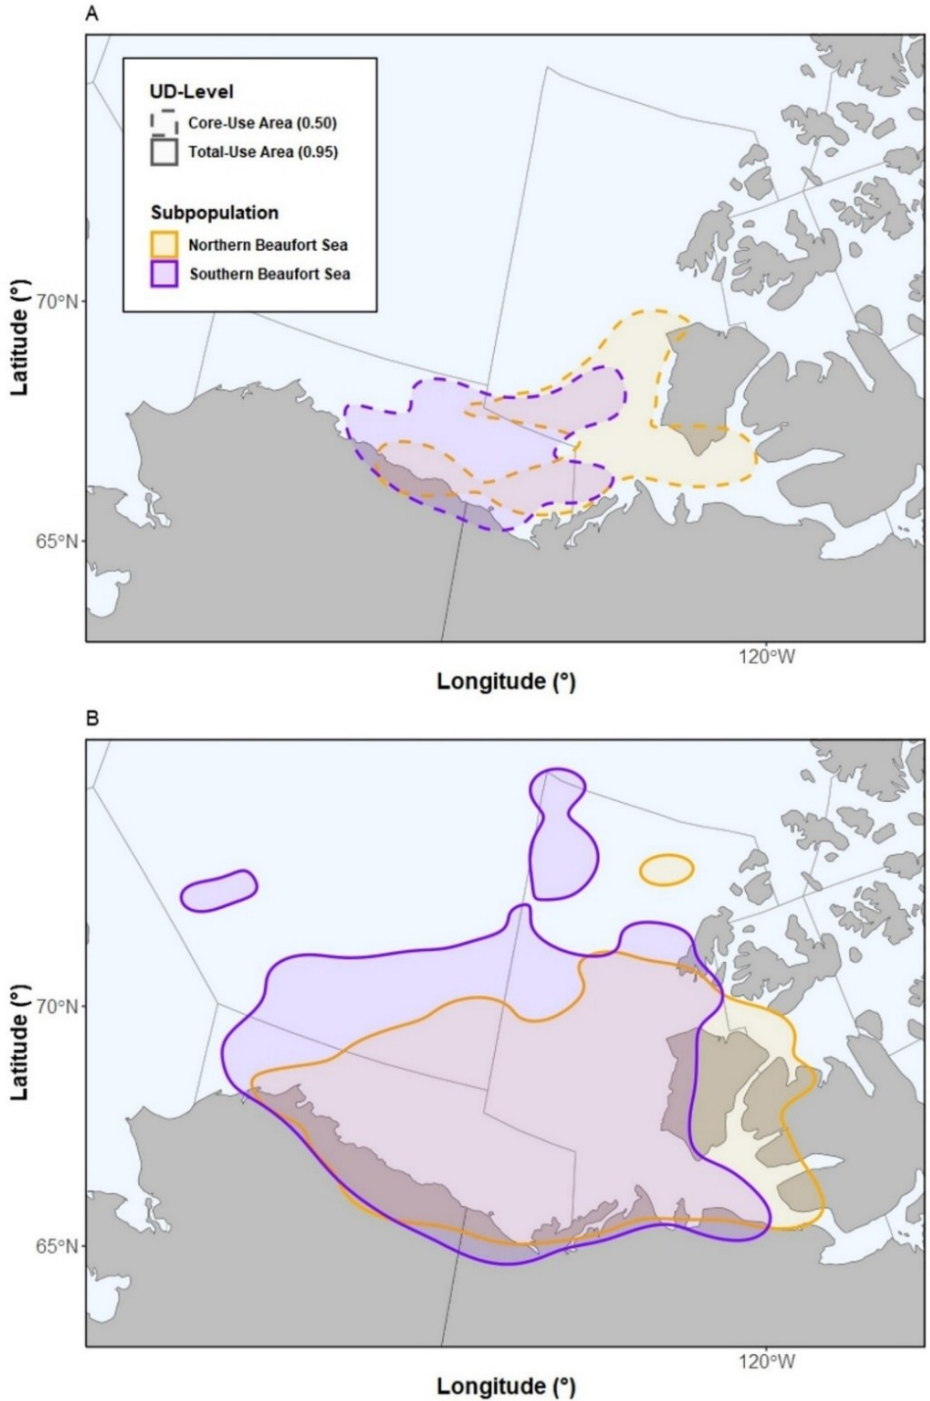 A
UD-Level
Core-Use Area (0.50)
Total-Use Area (0.95)
Subpopulation
Northern Beaufort Sea
Southern Beaufort Sea
Latitude (°)
70°N
65°N
120°W
Longitude (°)
B
Latitude (°)
70°N
65°N
120°W
Longitude (°)